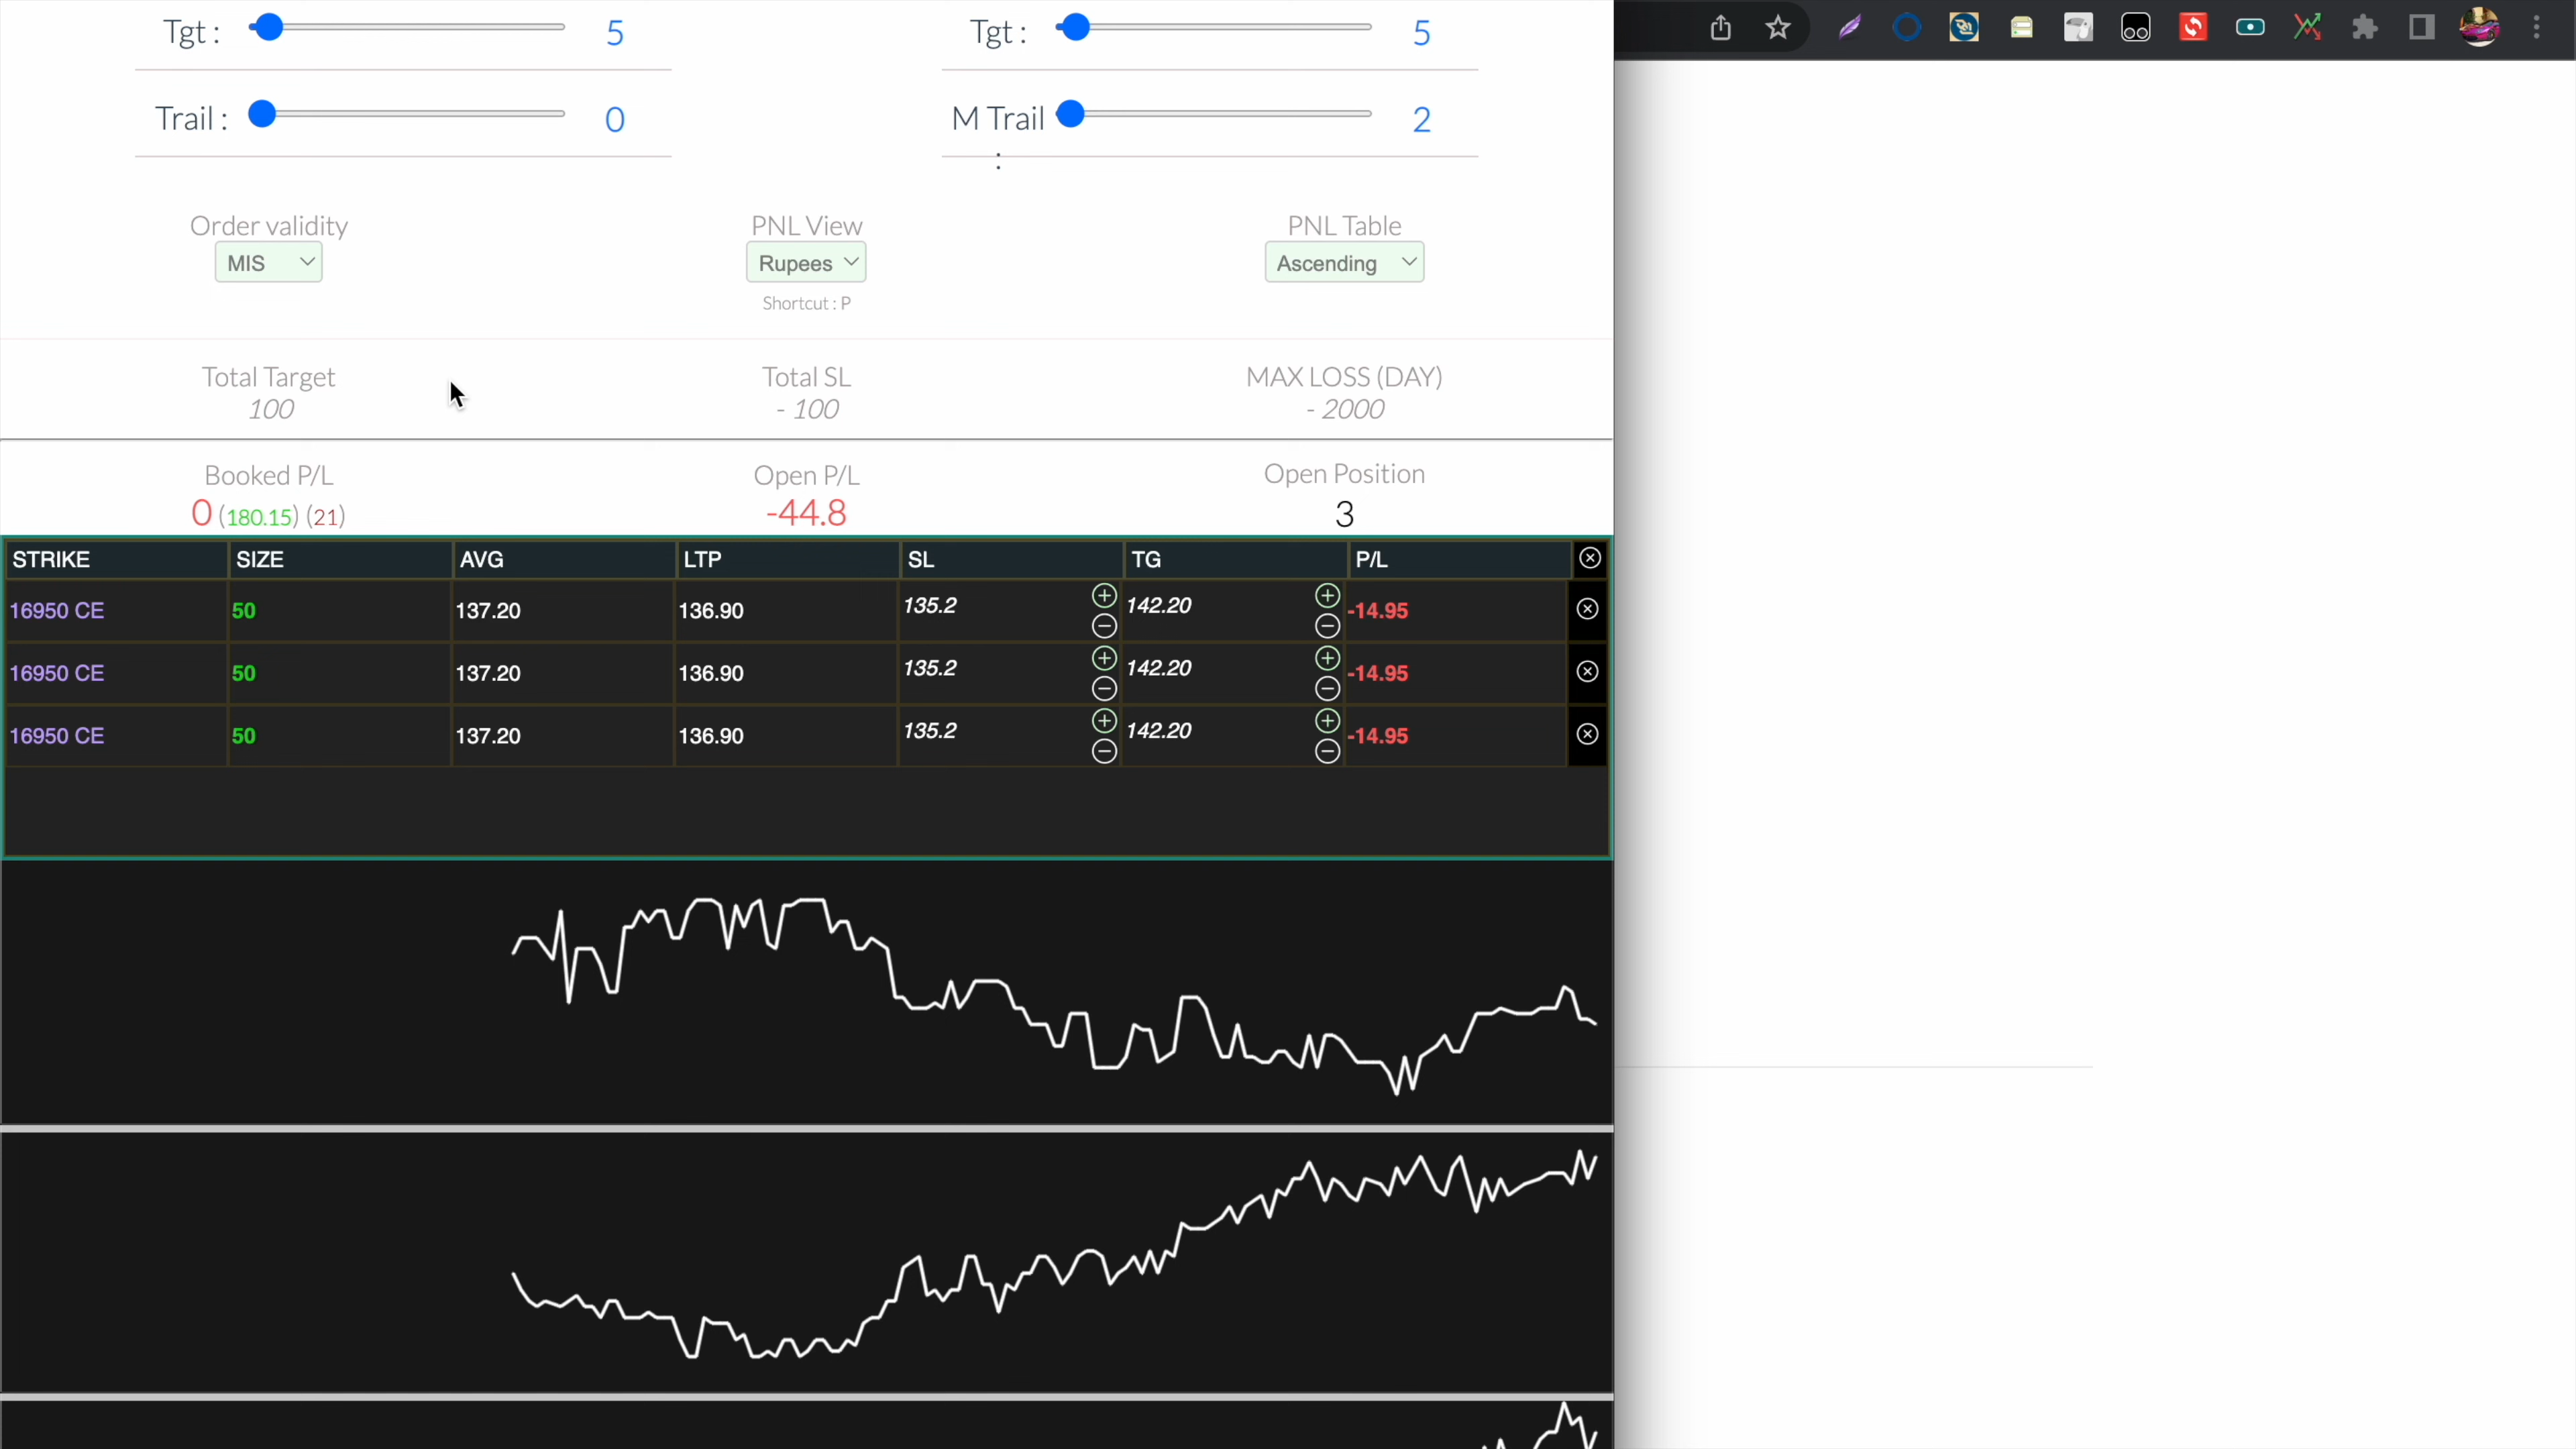 Tgt : 5 Tgt : 5
Trail : 0 M Trail : 2
Order validity PNL View PNL Table
MIS Rupees Ascending
Shortcut : P
Total Target Total SL MAX LOSS (DAY)
100 - 100 - 2000
Booked P/L Open P/L Open Position
0 (180.15) (21) -44.8 3
STRIKE SIZE AVG LTP SL TG P/L
16950 CE 50 137.20 136.90 135.2 142.20 -14.95
16950 CE 50 137.20 136.90 135.2 142.20 -14.95
16950 CE 50 137.20 136.90 135.2 142.20 -14.95